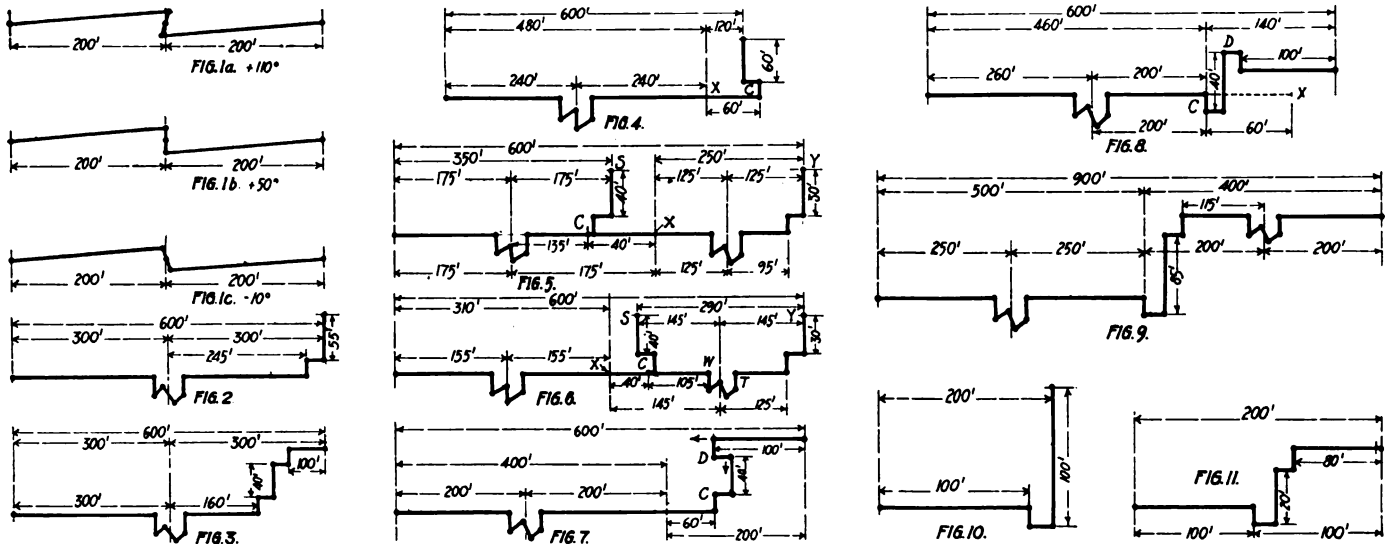 200' 200'
FIG.1a. +110°
200' 200'
FIG.1b. +50°
200' 200'
FIG.1c. -10°
600'
300' 300'
245'
55'
FIG.2
600'
300' 300'
100'
40'
300' 160'
FIG.3.
600'
480' 120'
60'
240' 240'
X C
60'
FIG.4.
600'
350' 250'
S Y
175' 175' 125' 125'
40' 30'
C X
135' 40'
175' 175' 125' 95'
FIG.5.
600'
310' 290'
S 145' 145' Y
40' 30'
155' 155'
X C W
40' 105' T
FIG.6.
145' 125'
600'
100'
D
400'
40'
200' 200'
C
60'
200'
FIG.7.
600'
460' 140'
D
100'
260' 200'
40'
C X
200' 60'
FIG.8.
900'
500' 400'
115'
250' 250' 200' 200'
85'
FIG.9.
200'
100'
100'
FIG.10.
200'
FIG.11. 80'
20'
100' 100'